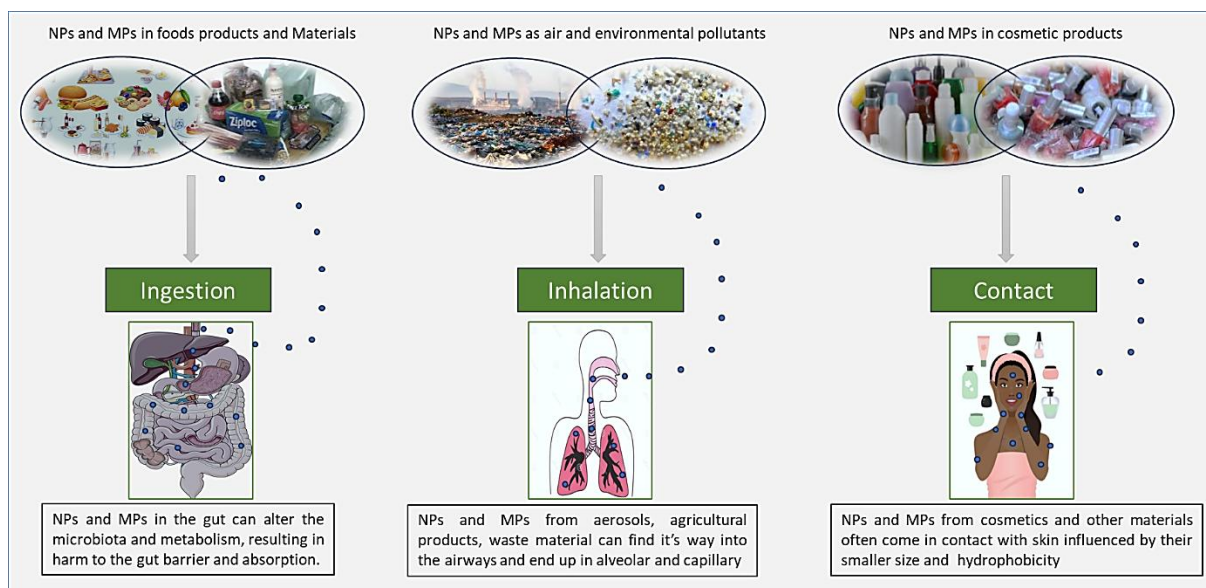 NPs and MPs in foods products and Materials
NPs and MPs as air and environmental pollutants
NPs and MPs in cosmetic products
Ziploc
Ingestion
Inhalation
Contact
NPs and MPs in the gut can alter the
microbiota and metabolism, resulting in
harm to the gut barrier and absorption.
NPs and MPs from aerosols, agricultural
products, waste material can find it's way into
the airways and end up in alveolar and capillary
NPs and MPs from cosmetics and other materials
often come in contact with skin influenced by their
smaller size and hydrophobicity